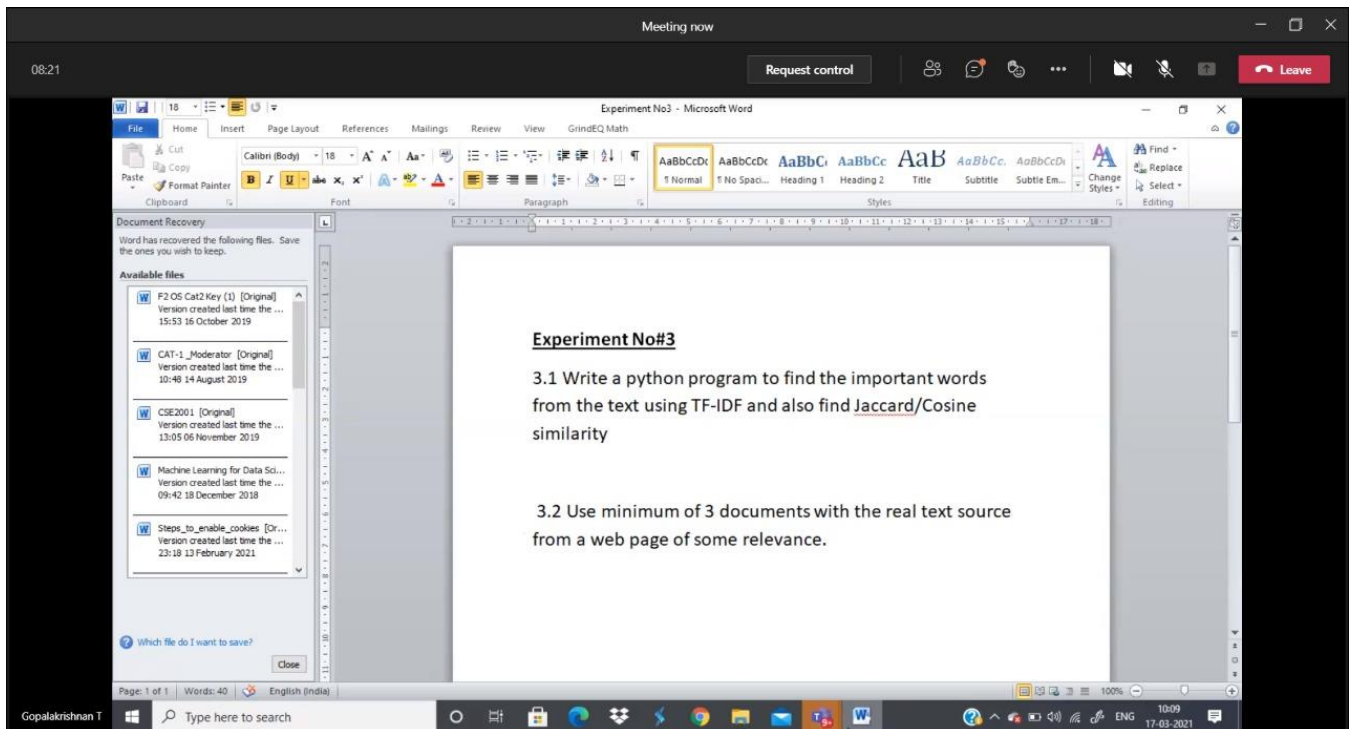 Meeting now
08:21
Request control
Leave
18
Experiment No3 - Microsoft Word
File Home Insert Page Layout References Mailings Review View GrindEQ Math
Cut
Copy
Format Painter
Paste
Clipboard
Calibri (Body) 18
B I U abc x, x²
Font
Paragraph
AaBbCcDc AaBbCcDc AaBbC AaBbCc AaB AaBbCc. AaBbCcDi
¶ Normal ¶ No Spaci... Heading 1 Heading 2 Title Subtitle Subtle Em...
Change
Styles
Styles
Find
Replace
Select
Editing
Document Recovery
Word has recovered the following files. Save
the ones you wish to keep.
Available files
F2 OS Cat2 Key (1) [Original]
Version created last time the ...
15:53 16 October 2019
CAT-1 _Moderator [Original]
Version created last time the ...
10:48 14 August 2019
CSE2001 [Original]
Version created last time the ...
13:05 06 November 2019
Machine Learning for Data Sci...
Version created last time the ...
09:42 18 December 2018
Steps_to_enable_cookies [Or...
Version created last time the ...
23:18 13 February 2021
Which file do I want to save?
Close
Experiment No#3
3.1 Write a python program to find the important words
from the text using TF-IDF and also find Jaccard/Cosine
similarity
3.2 Use minimum of 3 documents with the real text source
from a web page of some relevance.
Page: 1 of 1 Words: 40 English (India)
100%
Gopalakrishnan T
Type here to search
ENG
10:09
17-03-2021